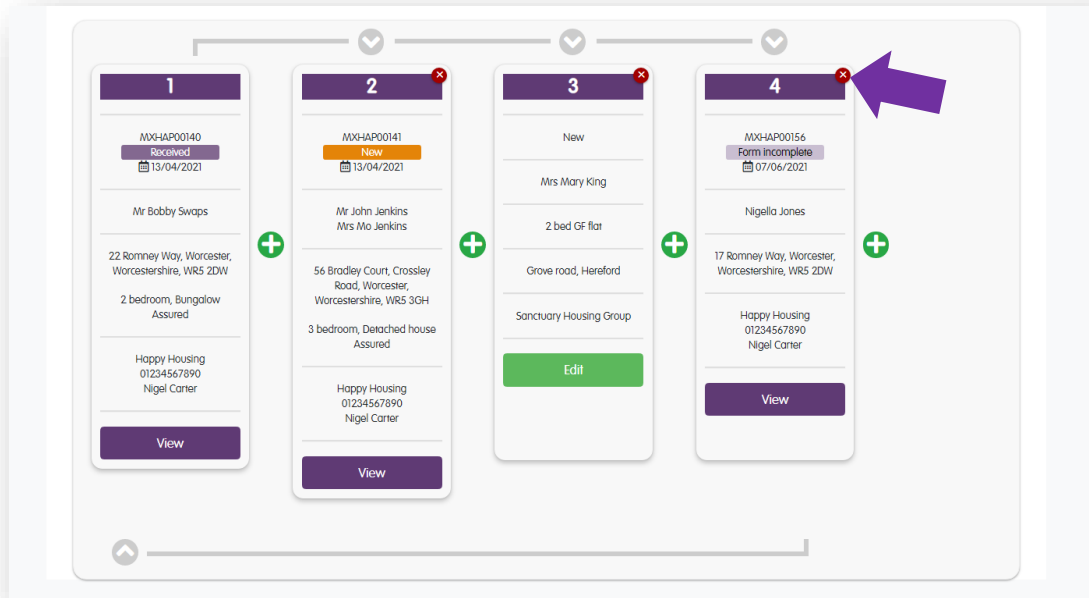 1
MXHAP00140
Received
13/04/2021
Mr Bobby Swaps
22 Romney Way, Worcester,
Worcestershire, WR5 2DW
2 bedroom, Bungalow
Assured
Happy Housing
01234567890
Nigel Carter
View
2
MXHAP00141
New
13/04/2021
Mr John Jenkins
Mrs Mo Jenkins
56 Bradley Court, Crossley
Road, Worcester,
Worcestershire, WR5 3GH
3 bedroom, Detached house
Assured
Happy Housing
01234567890
Nigel Carter
View
3
New
Mrs Mary King
2 bed GF flat
Grove road, Hereford
Sanctuary Housing Group
Edit
4
MXHAP00156
Form incomplete
07/06/2021
Nigella Jones
17 Romney Way, Worcester,
Worcestershire, WR5 2DW
Happy Housing
01234567890
Nigel Carter
View